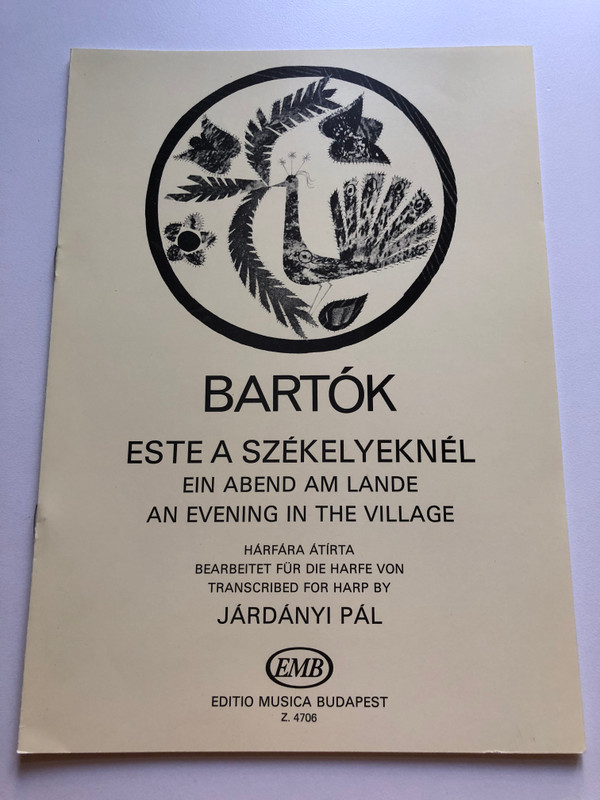 BARTÓK
ESTE A SZÉKELYEKNÉL
EIN ABEND AM LANDE
AN EVENING IN THE VILLAGE
HÁRFÁRA ÁTÍRTA
BEARBEITET FÜR DIE HARFE VON
TRANSCRIBED FOR HARP BY
JÁRDÁNYI PÁL
EMB
EDITIO MUSICA BUDAPEST
Z. 4706